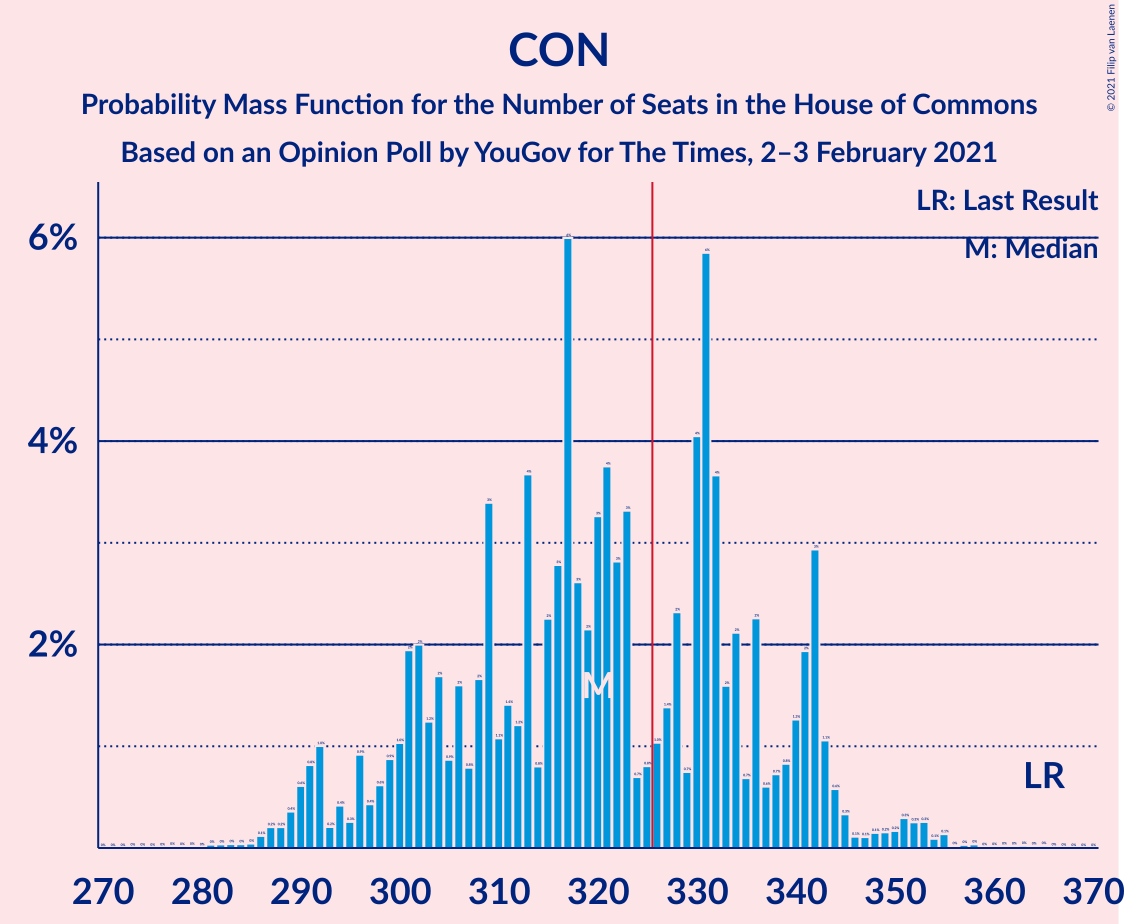 CON
Probability Mass Function for the Number of Seats in the House of Commons
Based on an Opinion Poll by YouGov for The Times, 2–3 February 2021
© 2021 Filip van Laenen
LR: Last Result
M: Median
6%
4%
2%
M
LR
270 280 290 300 310 320 330 340 350 360 370